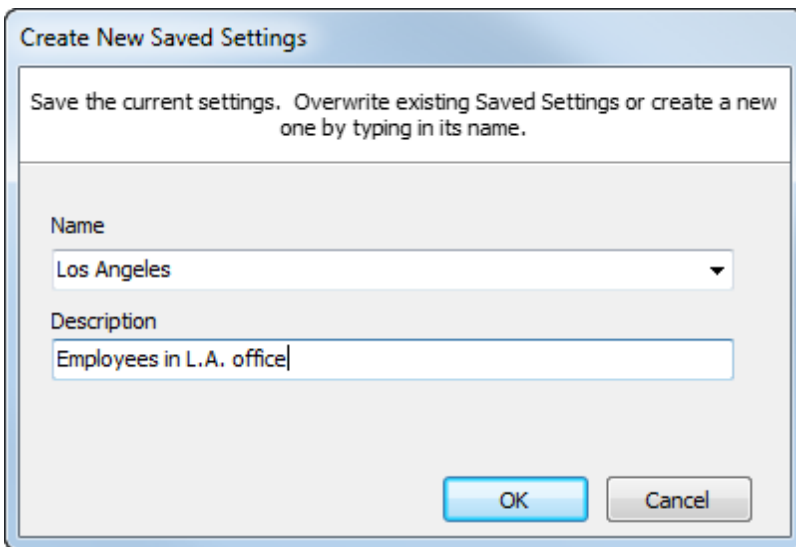 Create New Saved Settings
Save the current settings.  Overwrite existing Saved Settings or create a new
one by typing in its name.
Name
Los Angeles
Description
Employees in L.A. office
OK Cancel